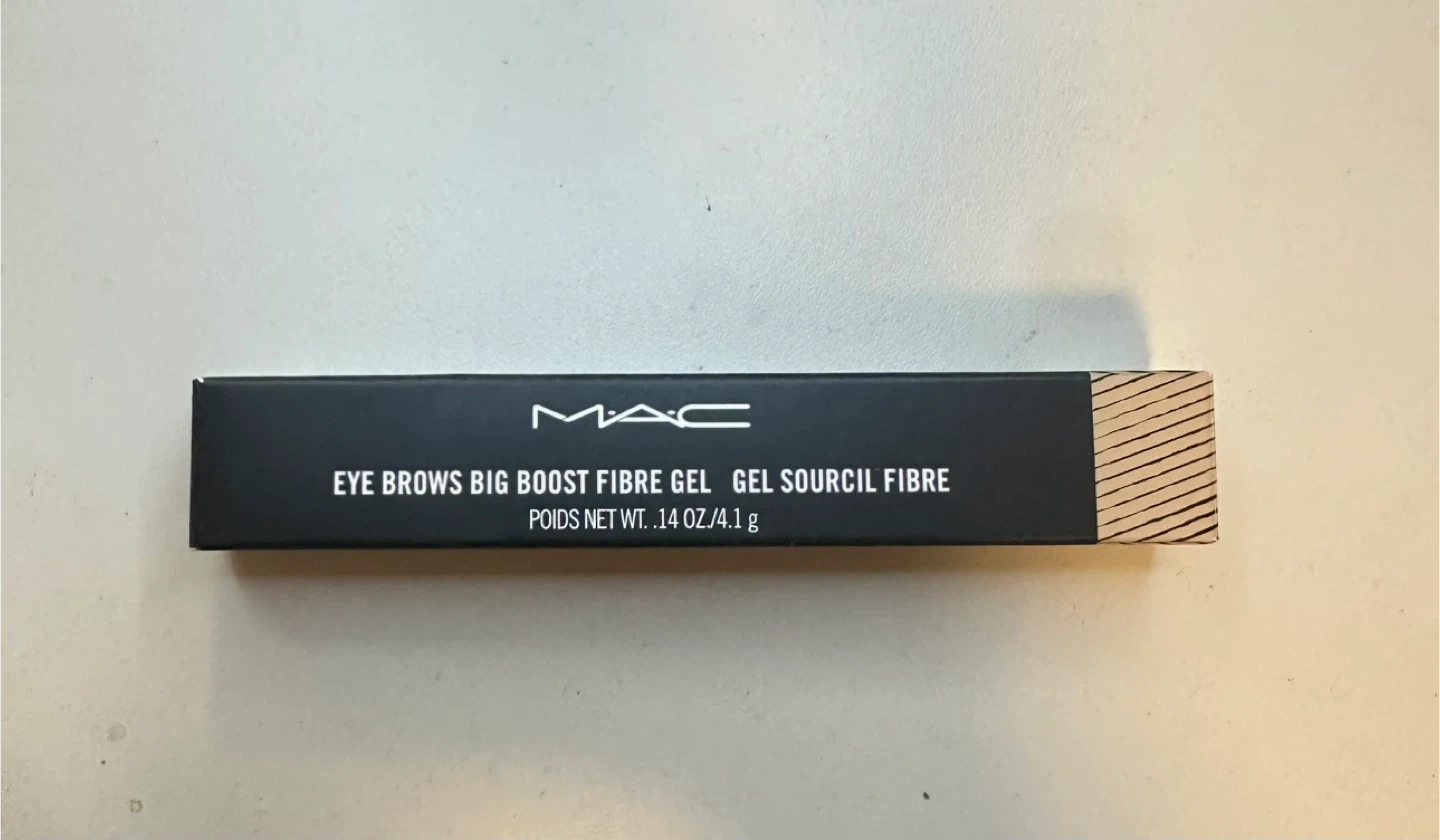 M·A·C
EYE BROWS BIG BOOST FIBRE GEL GEL SOURCIL FIBRE
POIDS NET WT. .14 OZ./4.1 g